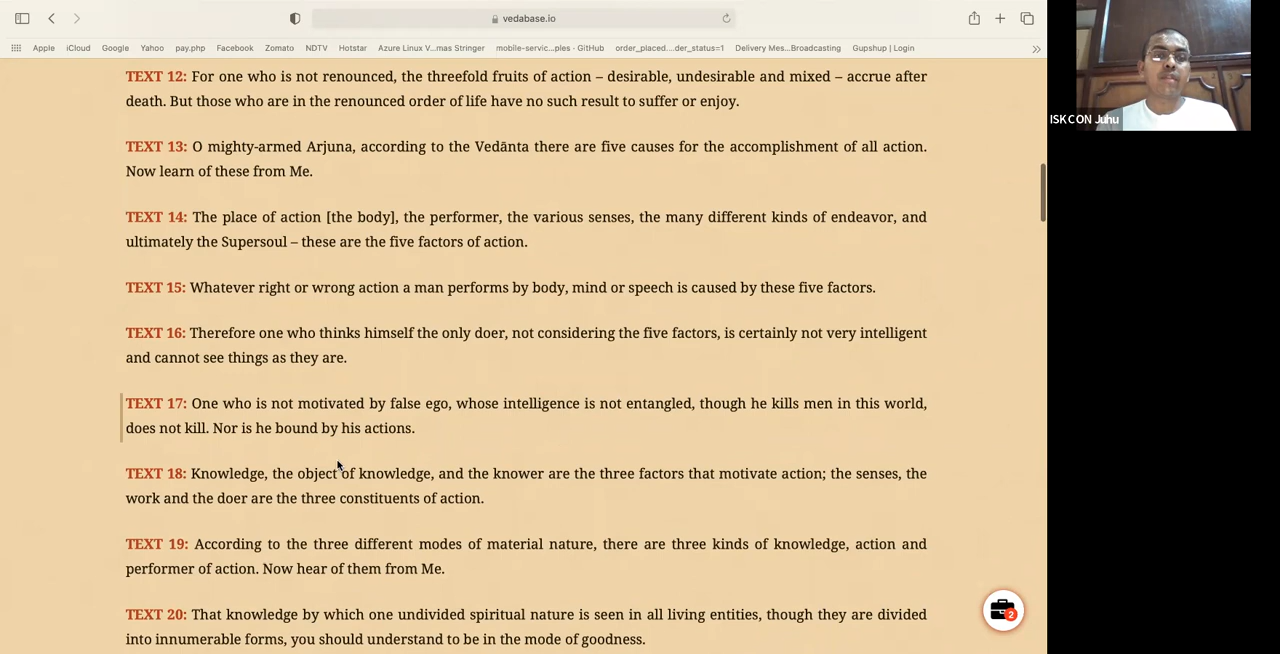 vedabase.io
Apple iCloud Google Yahoo pay.php Facebook Zomato NDTV Hotstar Azure Linux V...mas Stringer mobile-servic...ples · GitHub order_placed....der_status=1 Delivery Mes...Broadcasting Gupshup | Login
TEXT 12: For one who is not renounced, the threefold fruits of action – desirable, undesirable and mixed – accrue after
death. But those who are in the renounced order of life have no such result to suffer or enjoy.
TEXT 13: O mighty-armed Arjuna, according to the Vedānta there are five causes for the accomplishment of all action.
Now learn of these from Me.
TEXT 14: The place of action [the body], the performer, the various senses, the many different kinds of endeavor, and
ultimately the Supersoul – these are the five factors of action.
TEXT 15: Whatever right or wrong action a man performs by body, mind or speech is caused by these five factors.
TEXT 16: Therefore one who thinks himself the only doer, not considering the five factors, is certainly not very intelligent
and cannot see things as they are.
TEXT 17: One who is not motivated by false ego, whose intelligence is not entangled, though he kills men in this world,
does not kill. Nor is he bound by his actions.
TEXT 18: Knowledge, the object of knowledge, and the knower are the three factors that motivate action; the senses, the
work and the doer are the three constituents of action.
TEXT 19: According to the three different modes of material nature, there are three kinds of knowledge, action and
performer of action. Now hear of them from Me.
TEXT 20: That knowledge by which one undivided spiritual nature is seen in all living entities, though they are divided
into innumerable forms, you should understand to be in the mode of goodness.
2
ISKCON Juhu